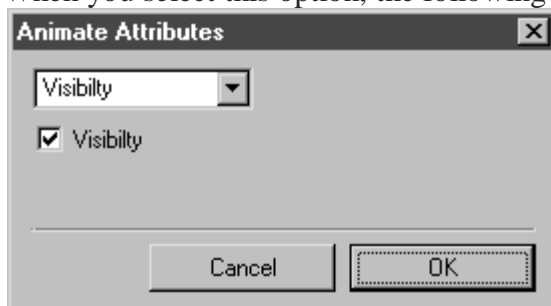 When you select this option, the following
Animate Attributes
Visibilty
Visibilty
Cancel
OK